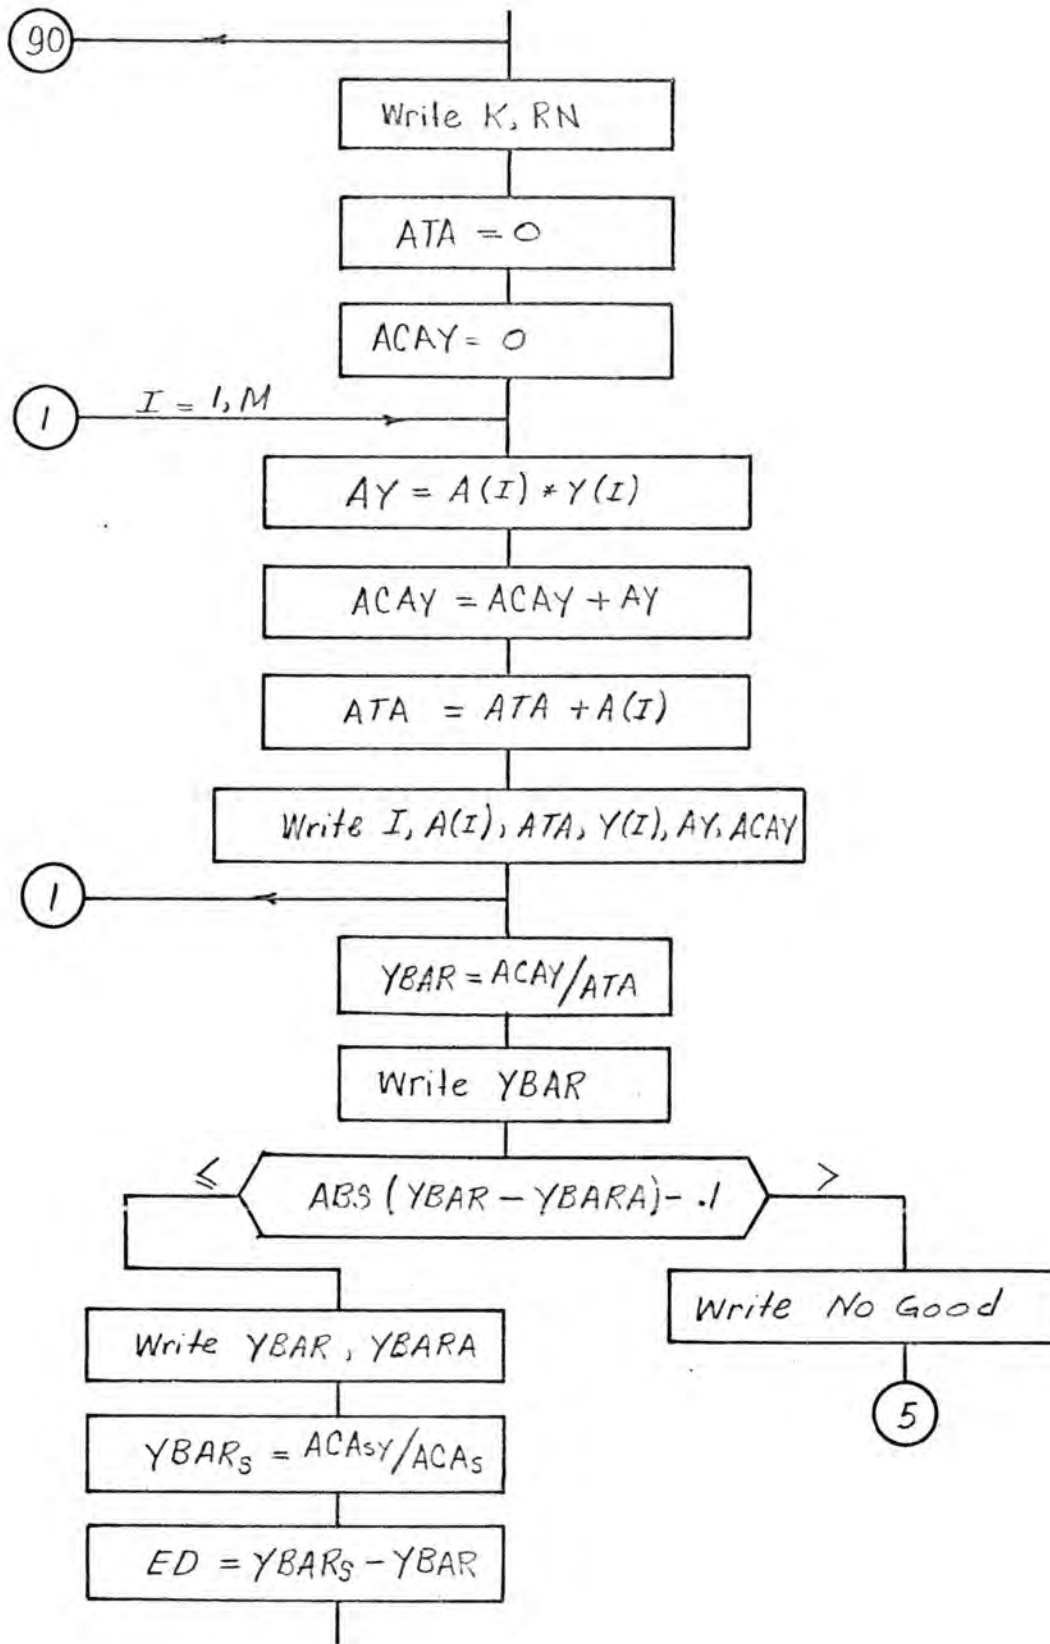 90
Write K, RN
ATA = 0
ACAY = 0
1
I = 1, M
AY = A(I) * Y(I)
ACAY = ACAY + AY
ATA = ATA + A(I)
Write I, A(I), ATA, Y(I), AY, ACAY
1
YBAR = ACAY/ATA
Write YBAR
≤
ABS (YBAR - YBARA) - .1
>
Write YBAR, YBARA
Write No Good
YBARS = ACASY/ACAS
5
ED = YBARS - YBAR